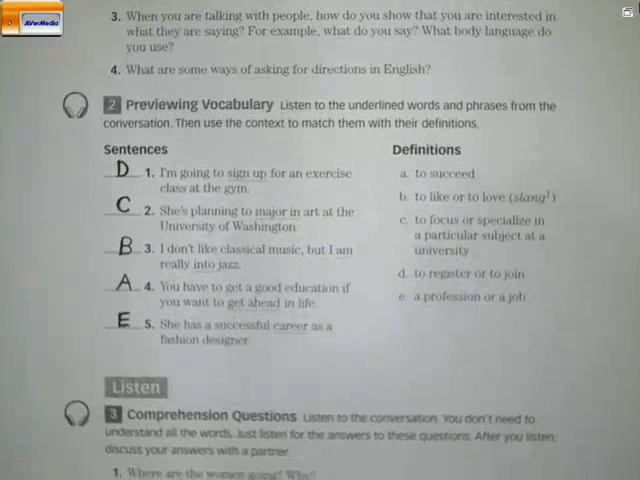 AVerMedia
3. When you are talking with people, how do you show that you are interested in
what they are saying? For example, what do you say? What body language do
you use?
4. What are some ways of asking for directions in English?
2 Previewing Vocabulary Listen to the underlined words and phrases from the
conversation. Then use the context to match them with their definitions.
Sentences
D 1. I'm going to sign up for an exercise
class at the gym.
C 2. She's planning to major in art at the
University of Washington.
B 3. I don't like classical music, but I am
really into jazz.
A 4. You have to get a good education if
you want to get ahead in life.
E 5. She has a successful career as a
fashion designer.
Definitions
a. to succeed
b. to like or to love (slang¹)
c. to focus or specialize in
a particular subject at a
university
d. to register or to join
e. a profession or a job
Listen
3 Comprehension Questions Listen to the conversation. You don't need to
understand all the words. Just listen for the answers to these questions. After you listen,
discuss your answers with a partner.
1. Where are the women going? Why?